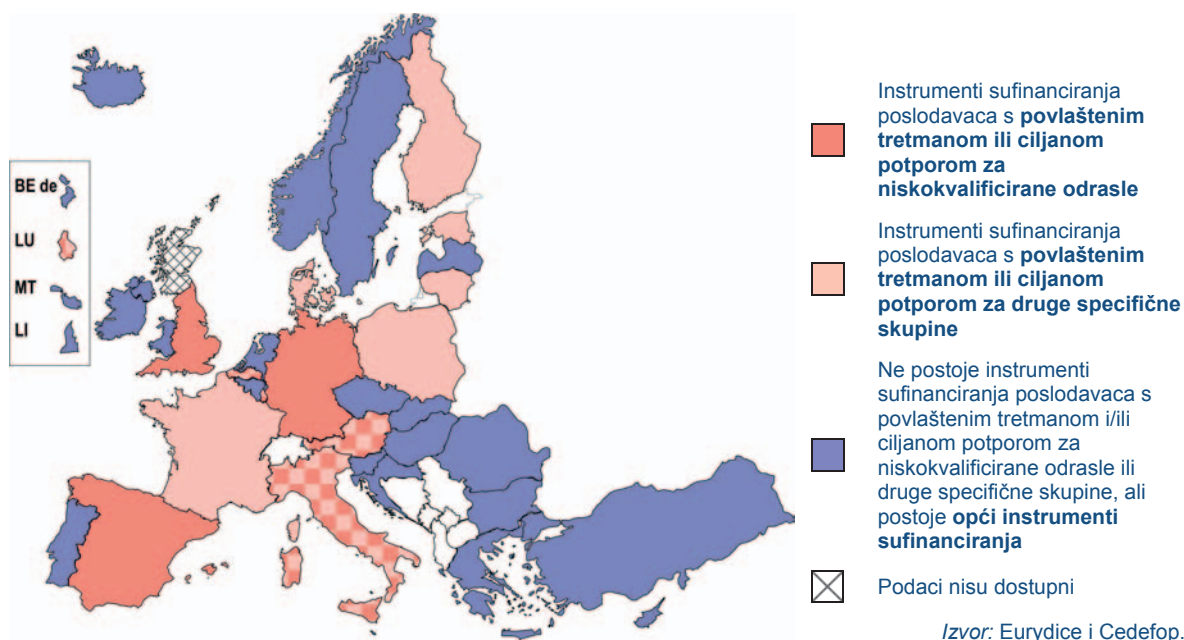 BE de
LU
MT
LI
Instrumenti sufinanciranja
poslodavaca s povlaštenim
tretmanom ili ciljanom
potporom za
niskokvalificirane odrasle
Instrumenti sufinanciranja
poslodavaca s povlaštenim
tretmanom ili ciljanom
potporom za druge specifične
skupine
Ne postoje instrumenti
sufinanciranja poslodavaca s
povlaštenim tretmanom i/ili
ciljanom potporom za
niskokvalificirane odrasle ili
druge specifične skupine, ali
postoje opći instrumenti
sufinanciranja
Podaci nisu dostupni
Izvor: Eurydice i Cedefop.